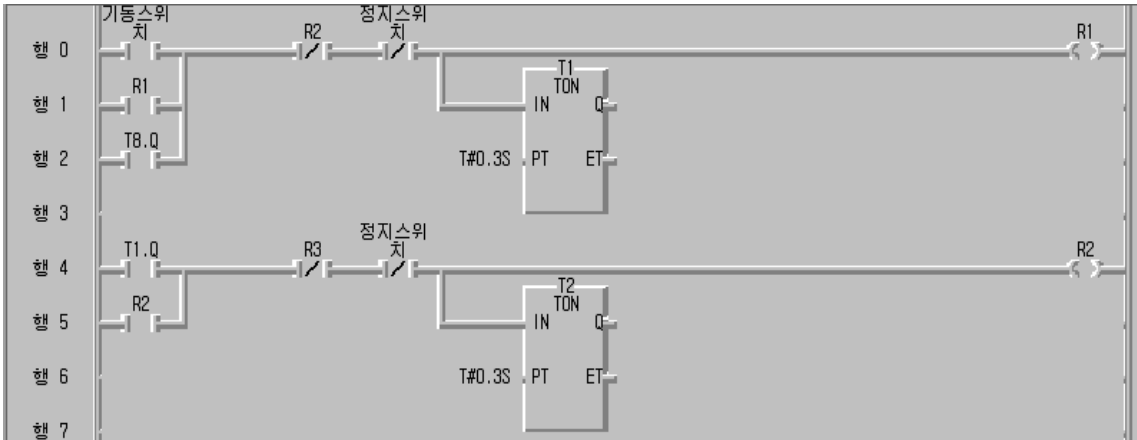 기동스위
치
R2
정지스위
치
R1
행 0
T1
TON
R1
행 1
IN Q
T8.Q
행 2
T#0.3S PT ET
행 3
정지스위
치
T1.Q
R3
R2
행 4
T2
TON
R2
행 5
IN Q
행 6
T#0.3S PT ET
행 7